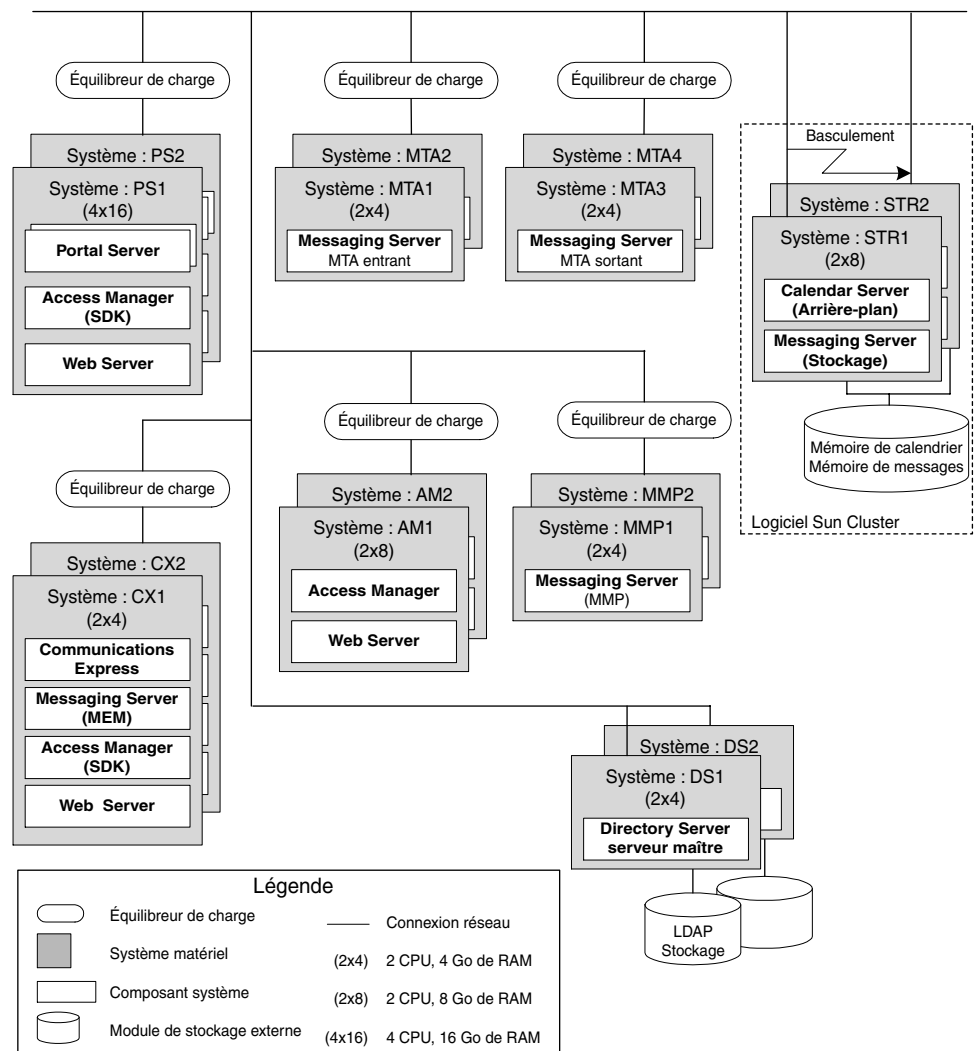 Équilibreur de charge
Équilibreur de charge
Équilibreur de charge
Système : PS2
Système : PS1
(4x16)
Portal Server
Access Manager
(SDK)
Web Server
Système : MTA2
Système : MTA1
(2x4)
Messaging Server
MTA entrant
Système : MTA4
Système : MTA3
(2x4)
Messaging Server
MTA sortant
Basculement
Système : STR2
Système : STR1
(2x8)
Calendar Server
(Arrière-plan)
Messaging Server
(Stockage)
Mémoire de calendrier
Mémoire de messages
Logiciel Sun Cluster
Équilibreur de charge
Équilibreur de charge
Équilibreur de charge
Système : CX2
Système : CX1
(2x4)
Communications
Express
Messaging Server
(MEM)
Access Manager
(SDK)
Web Server
Système : AM2
Système : AM1
(2x8)
Access Manager
Web Server
Système : MMP2
Système : MMP1
(2x4)
Messaging Server
(MMP)
Système : DS2
Système : DS1
(2x4)
Directory Server
serveur maître
LDAP
Stockage
Légende
Équilibreur de charge
Système matériel
Composant système
Module de stockage externe
Connexion réseau
(2x4) 2 CPU, 4 Go de RAM
(2x8) 2 CPU, 8 Go de RAM
(4x16) 4 CPU, 16 Go de RAM